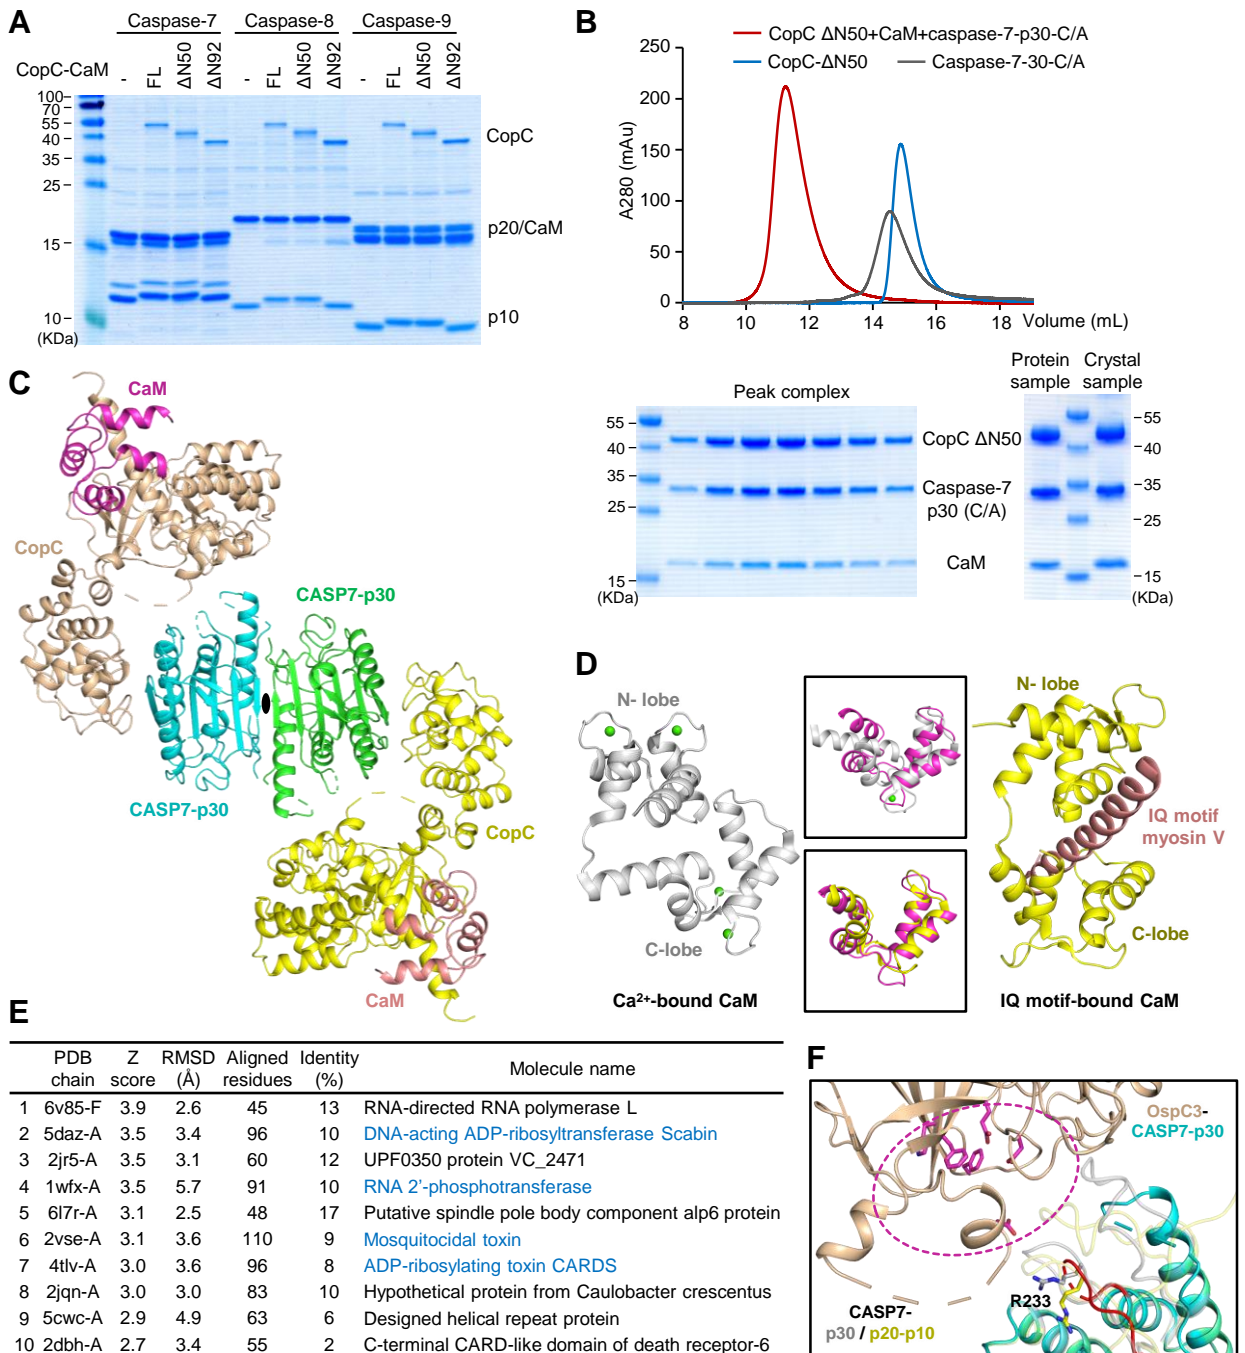 A
Caspase-7 Caspase-8 Caspase-9
CopC-CaM - FL ΔN50 ΔN92 - FL ΔN50 ΔN92 - FL ΔN50 ΔN92
100
70
55
40
35
25
15
10
(KDa)
CopC
p20/CaM
p10
B
CopC ΔN50+CaM+caspase-7-p30-C/A
CopC-ΔN50 Caspase-7-30-C/A
A280 (mAu)
250
200
150
100
50
0
8 10 12 14 16 18 Volume (mL)
Peak complex
55
40
35
25
15
(KDa)
CopC ΔN50
Caspase-7
p30 (C/A)
CaM
Protein sample
Crystal sample
55
40
35
25
15
(KDa)
C
CaM
CopC
CASP7-p30
CASP7-p30
CopC
CaM
D
N- lobe
C-lobe
Ca²⁺-bound CaM
N- lobe
IQ motif
myosin V
C-lobe
IQ motif-bound CaM
E
PDB chain Z score RMSD (Å) Aligned residues Identity (%) Molecule name
1 6v85-F 3.9 2.6 45 13 RNA-directed RNA polymerase L
2 5daz-A 3.5 3.4 96 10 DNA-acting ADP-ribosyltransferase Scabin
3 2jr5-A 3.5 3.1 60 12 UPF0350 protein VC_2471
4 1wfx-A 3.5 5.7 91 10 RNA 2'-phosphotransferase
5 6l7r-A 3.1 2.5 48 17 Putative spindle pole body component alp6 protein
6 2vse-A 3.1 3.6 110 9 Mosquitocidal toxin
7 4tlv-A 3.0 3.6 96 8 ADP-ribosylating toxin CARDS
8 2jqn-A 3.0 3.0 83 10 Hypothetical protein from Caulobacter crescentus
9 5cwc-A 2.9 4.9 63 6 Designed helical repeat protein
10 2dbh-A 2.7 3.4 55 2 C-terminal CARD-like domain of death receptor-6
F
OspC3-
CASP7-p30
R233
CASP7-
p30 / p20-p10